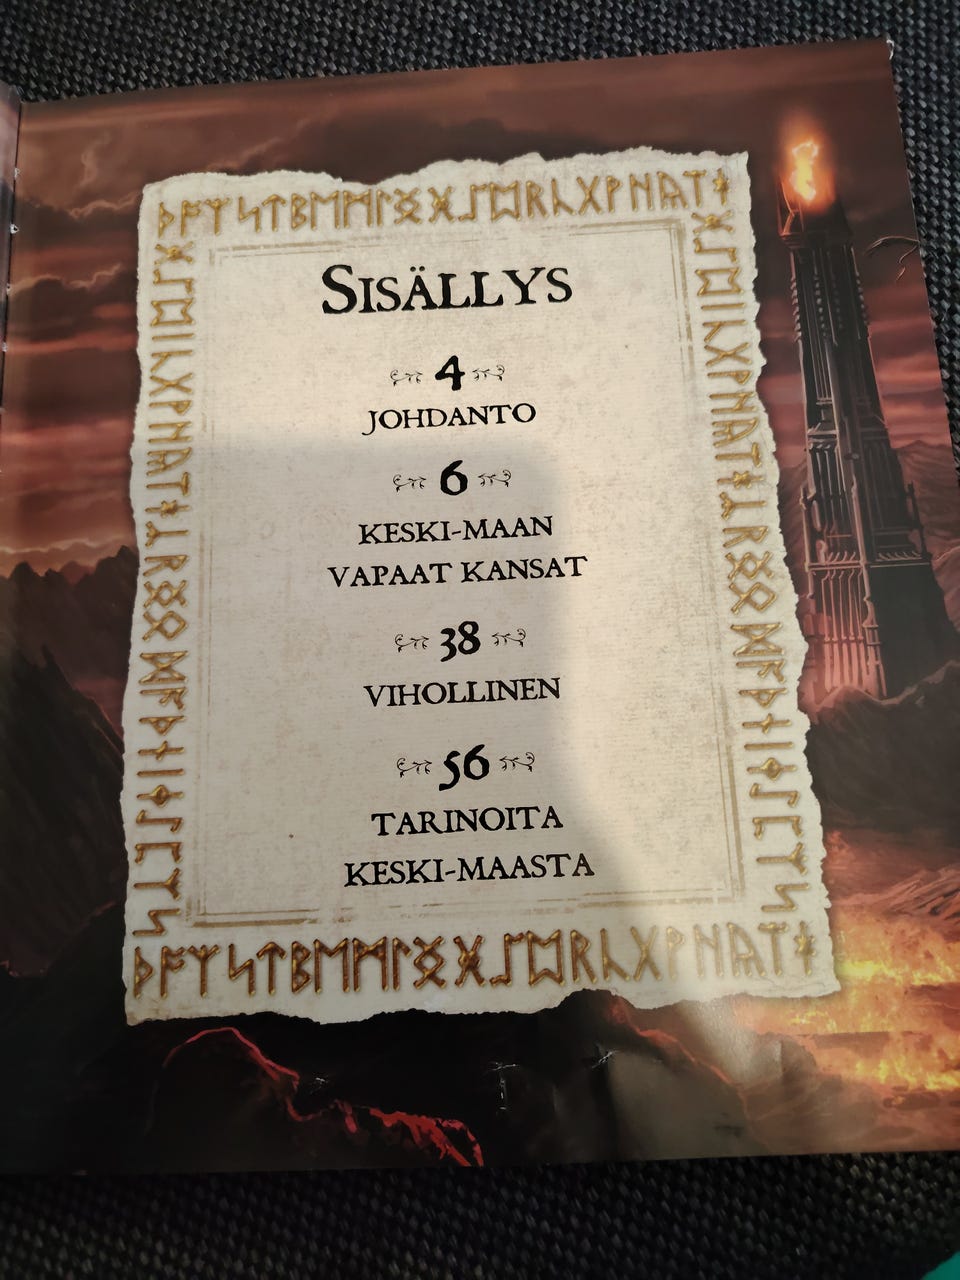 SISÄLLYS
4
JOHDANTO
6
KESKI-MAAN
VAPAAT KANSAT
38
VIHOLLINEN
56
TARINOITA
KESKI-MAASTA